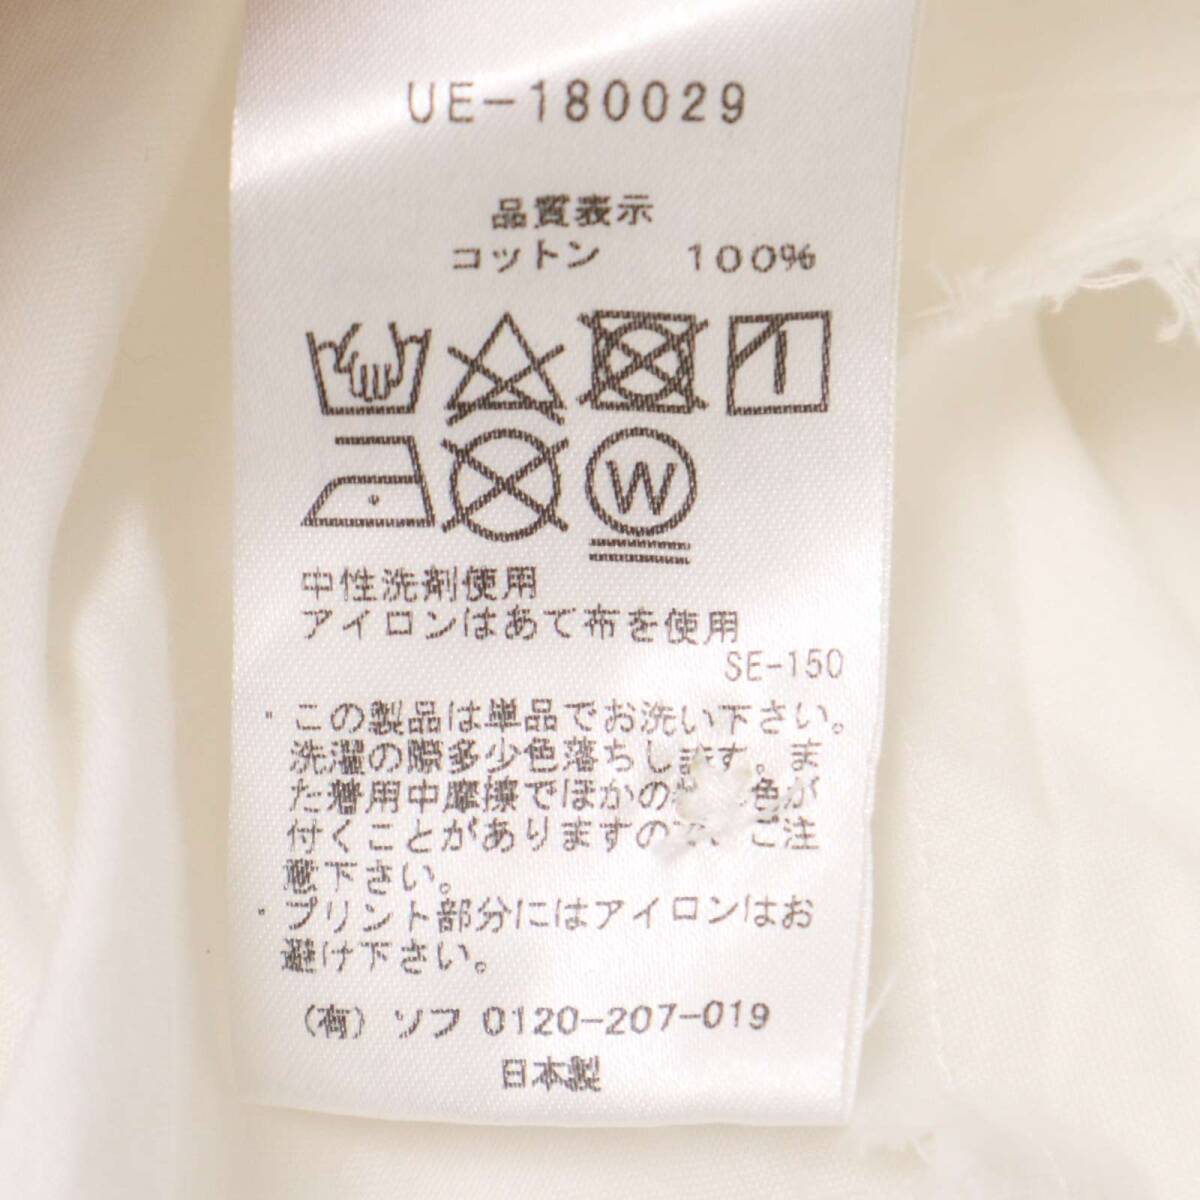 UE-180029
品質表示
コットン 100%
W
中性洗剤使用
アイロンはあて布を使用
SE-150
・この製品は単品でお洗い下さい。
洗濯の際多少色落ちします。ま
た着用中摩擦でほかの 色が
付くことがありますので、ご注
意下さい。
・プリント部分にはアイロンはお
避け下さい。
(有) ソフ 0120-207-019
日本製